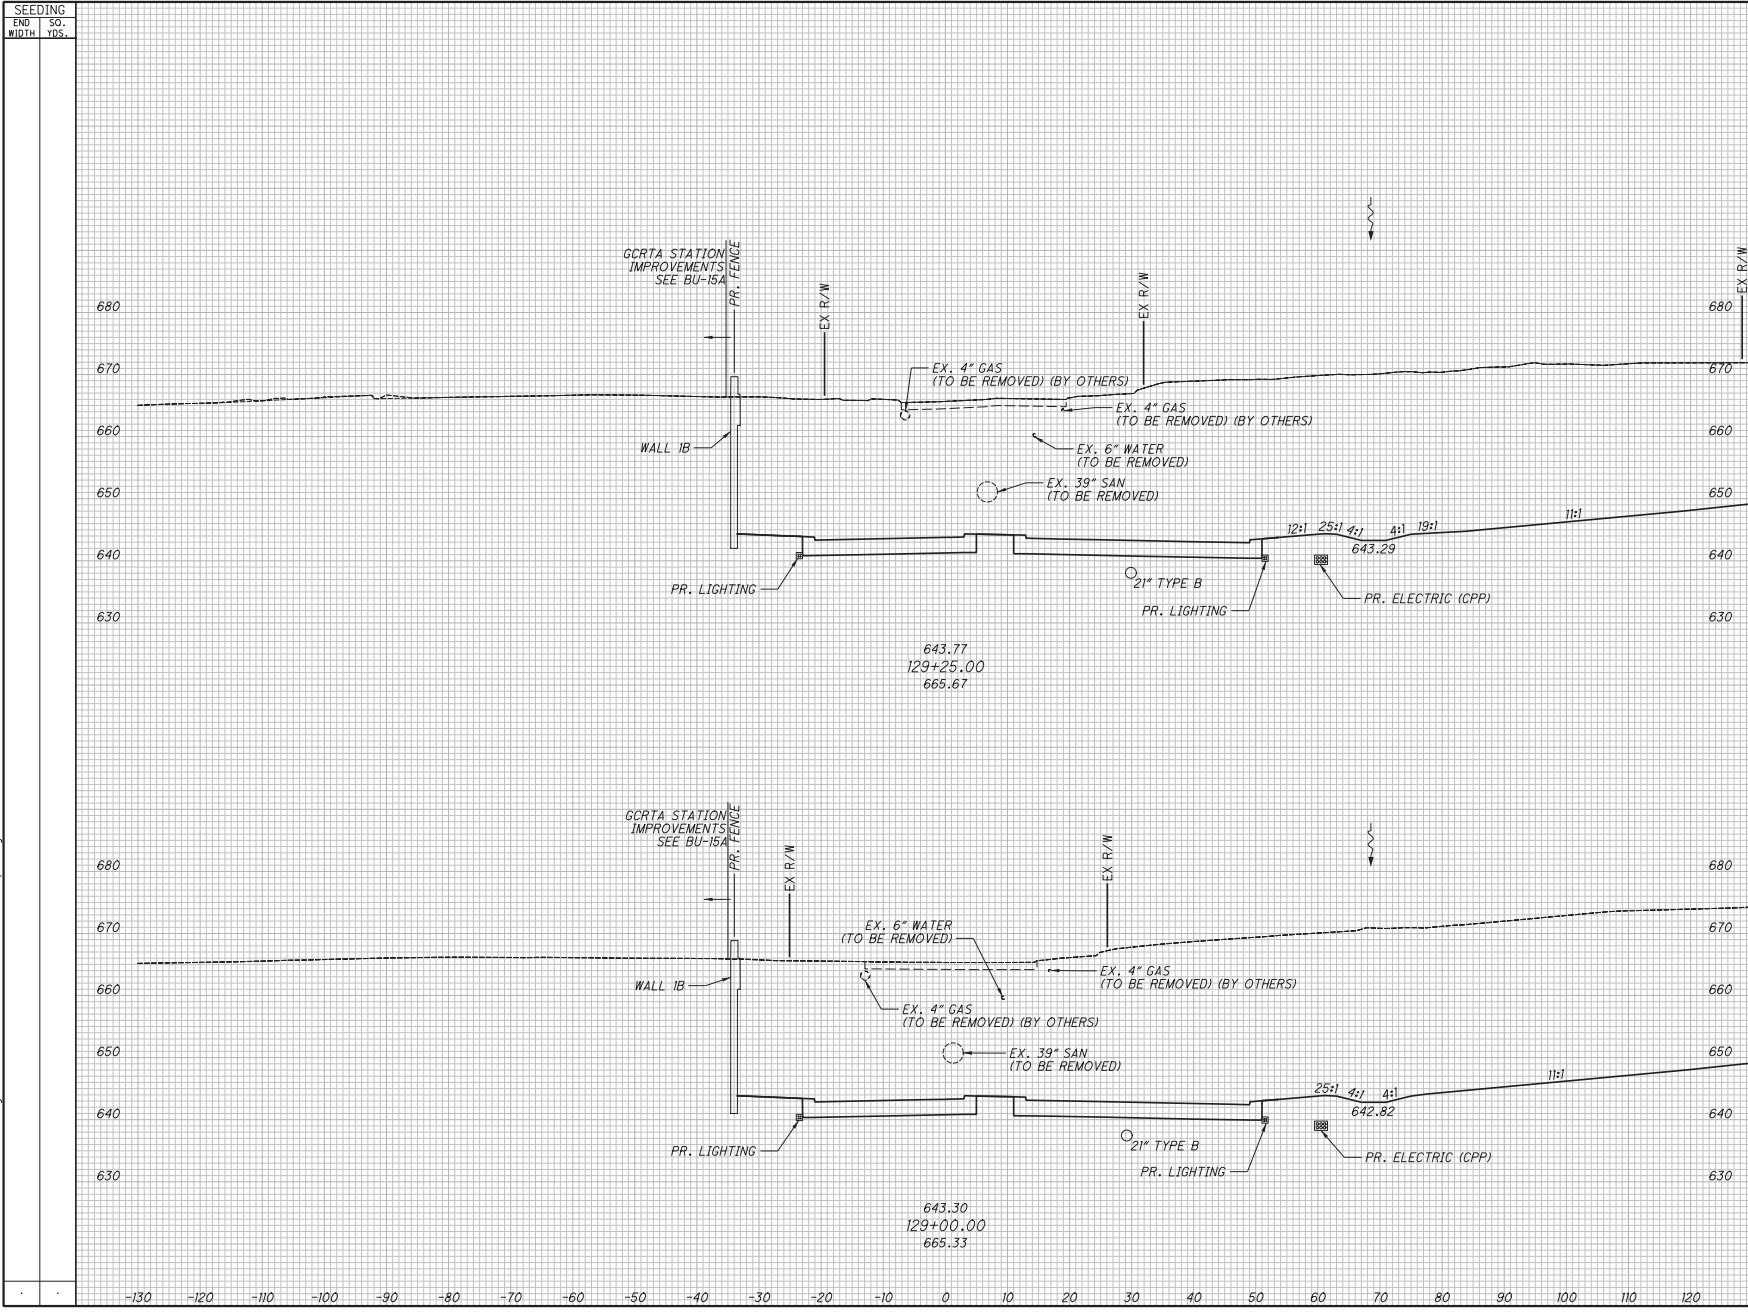 SEEDING
END WIDTH
SQ. YDS.
GCRTA STATION
IMPROVEMENTS
SEE BU-15A
PR. FENCE
EX R/W
EX R/W
EX R/W
680
680
670
EX. 4" GAS
(TO BE REMOVED) (BY OTHERS)
670
EX. 4" GAS
(TO BE REMOVED) (BY OTHERS)
660
660
WALL 1B
EX. 6" WATER
(TO BE REMOVED)
650
EX. 39" SAN
(TO BE REMOVED)
650
11:1
12:1
25:1
4:1
4:1
19:1
643.29
640
640
PR. LIGHTING
21" TYPE B
PR. LIGHTING
PR. ELECTRIC (CPP)
630
630
643.77
129+25.00
665.67
GCRTA STATION
IMPROVEMENTS
SEE BU-15A
PR. FENCE
EX R/W
EX R/W
680
680
670
EX. 6" WATER
(TO BE REMOVED)
670
EX. 4" GAS
(TO BE REMOVED) (BY OTHERS)
660
WALL 1B
660
EX. 4" GAS
(TO BE REMOVED) (BY OTHERS)
650
EX. 39" SAN
(TO BE REMOVED)
650
11:1
25:1
4:1
4:1
642.82
640
640
PR. LIGHTING
21" TYPE B
PR. LIGHTING
PR. ELECTRIC (CPP)
630
630
643.30
129+00.00
665.33
-130 -120 -110 -100 -90 -80 -70 -60 -50 -40 -30 -20 -10 0 10 20 30 40 50 60 70 80 90 100 110 120